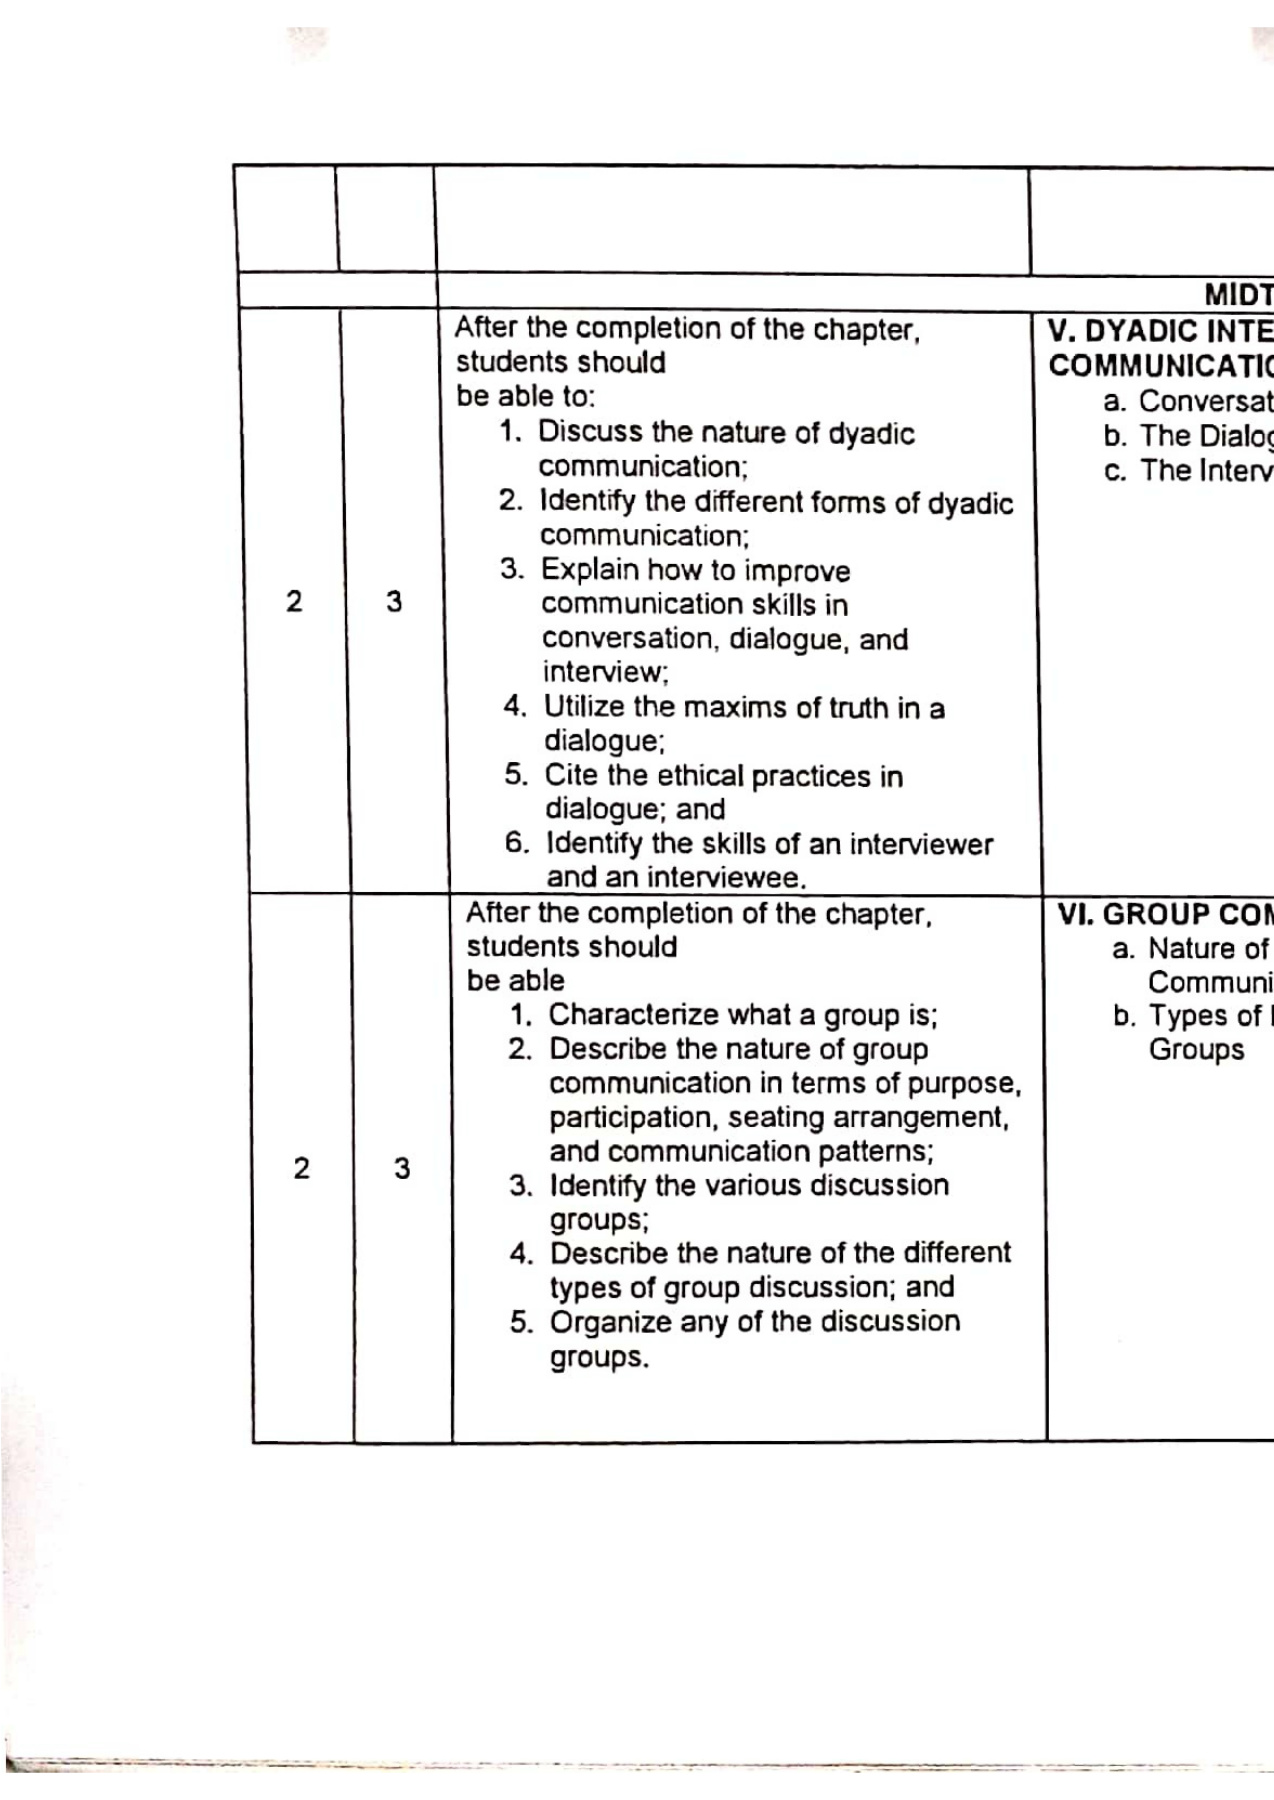 MIDT
After the completion of the chapter,
students should
be able to:
1. Discuss the nature of dyadic
communication;
2. Identify the different forms of dyadic
communication;
3. Explain how to improve
communication skills in
conversation, dialogue, and
interview;
4. Utilize the maxims of truth in a
dialogue;
5. Cite the ethical practices in
dialogue; and
6. Identify the skills of an interviewer
and an interviewee.
2
3
V. DYADIC INTE
COMMUNICATIO
a. Conversat
b. The Dialog
c. The Interv
After the completion of the chapter,
students should
be able
1. Characterize what a group is;
2. Describe the nature of group
communication in terms of purpose,
participation, seating arrangement,
and communication patterns;
3. Identify the various discussion
groups;
4. Describe the nature of the different
types of group discussion; and
5. Organize any of the discussion
groups.
2
3
VI. GROUP COM
a. Nature of
Communi
b. Types of
Groups